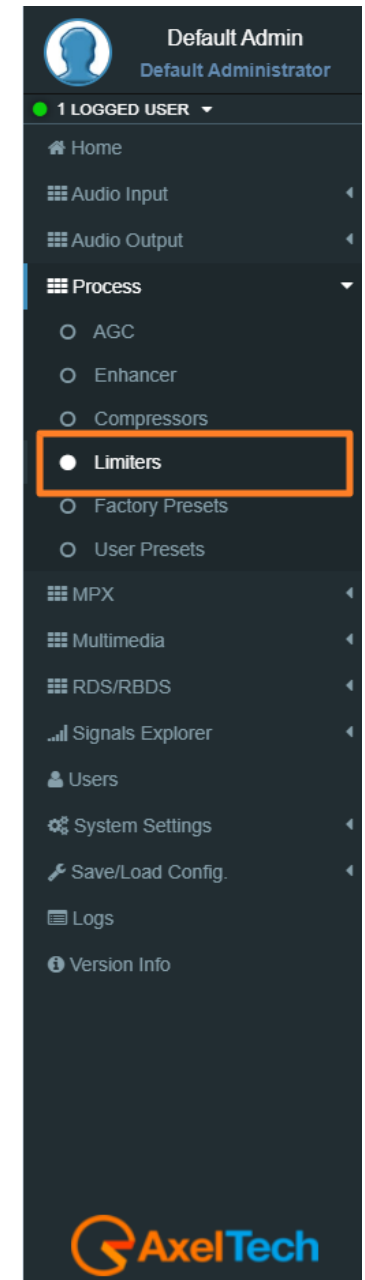 Default Admin
Default Administrator
1 LOGGED USER
Home
Audio Input
Audio Output
Process
AGC
Enhancer
Compressors
Limiters
Factory Presets
User Presets
MPX
Multimedia
RDS/RBDS
Signals Explorer
Users
System Settings
Save/Load Config.
Logs
Version Info
AxelTech